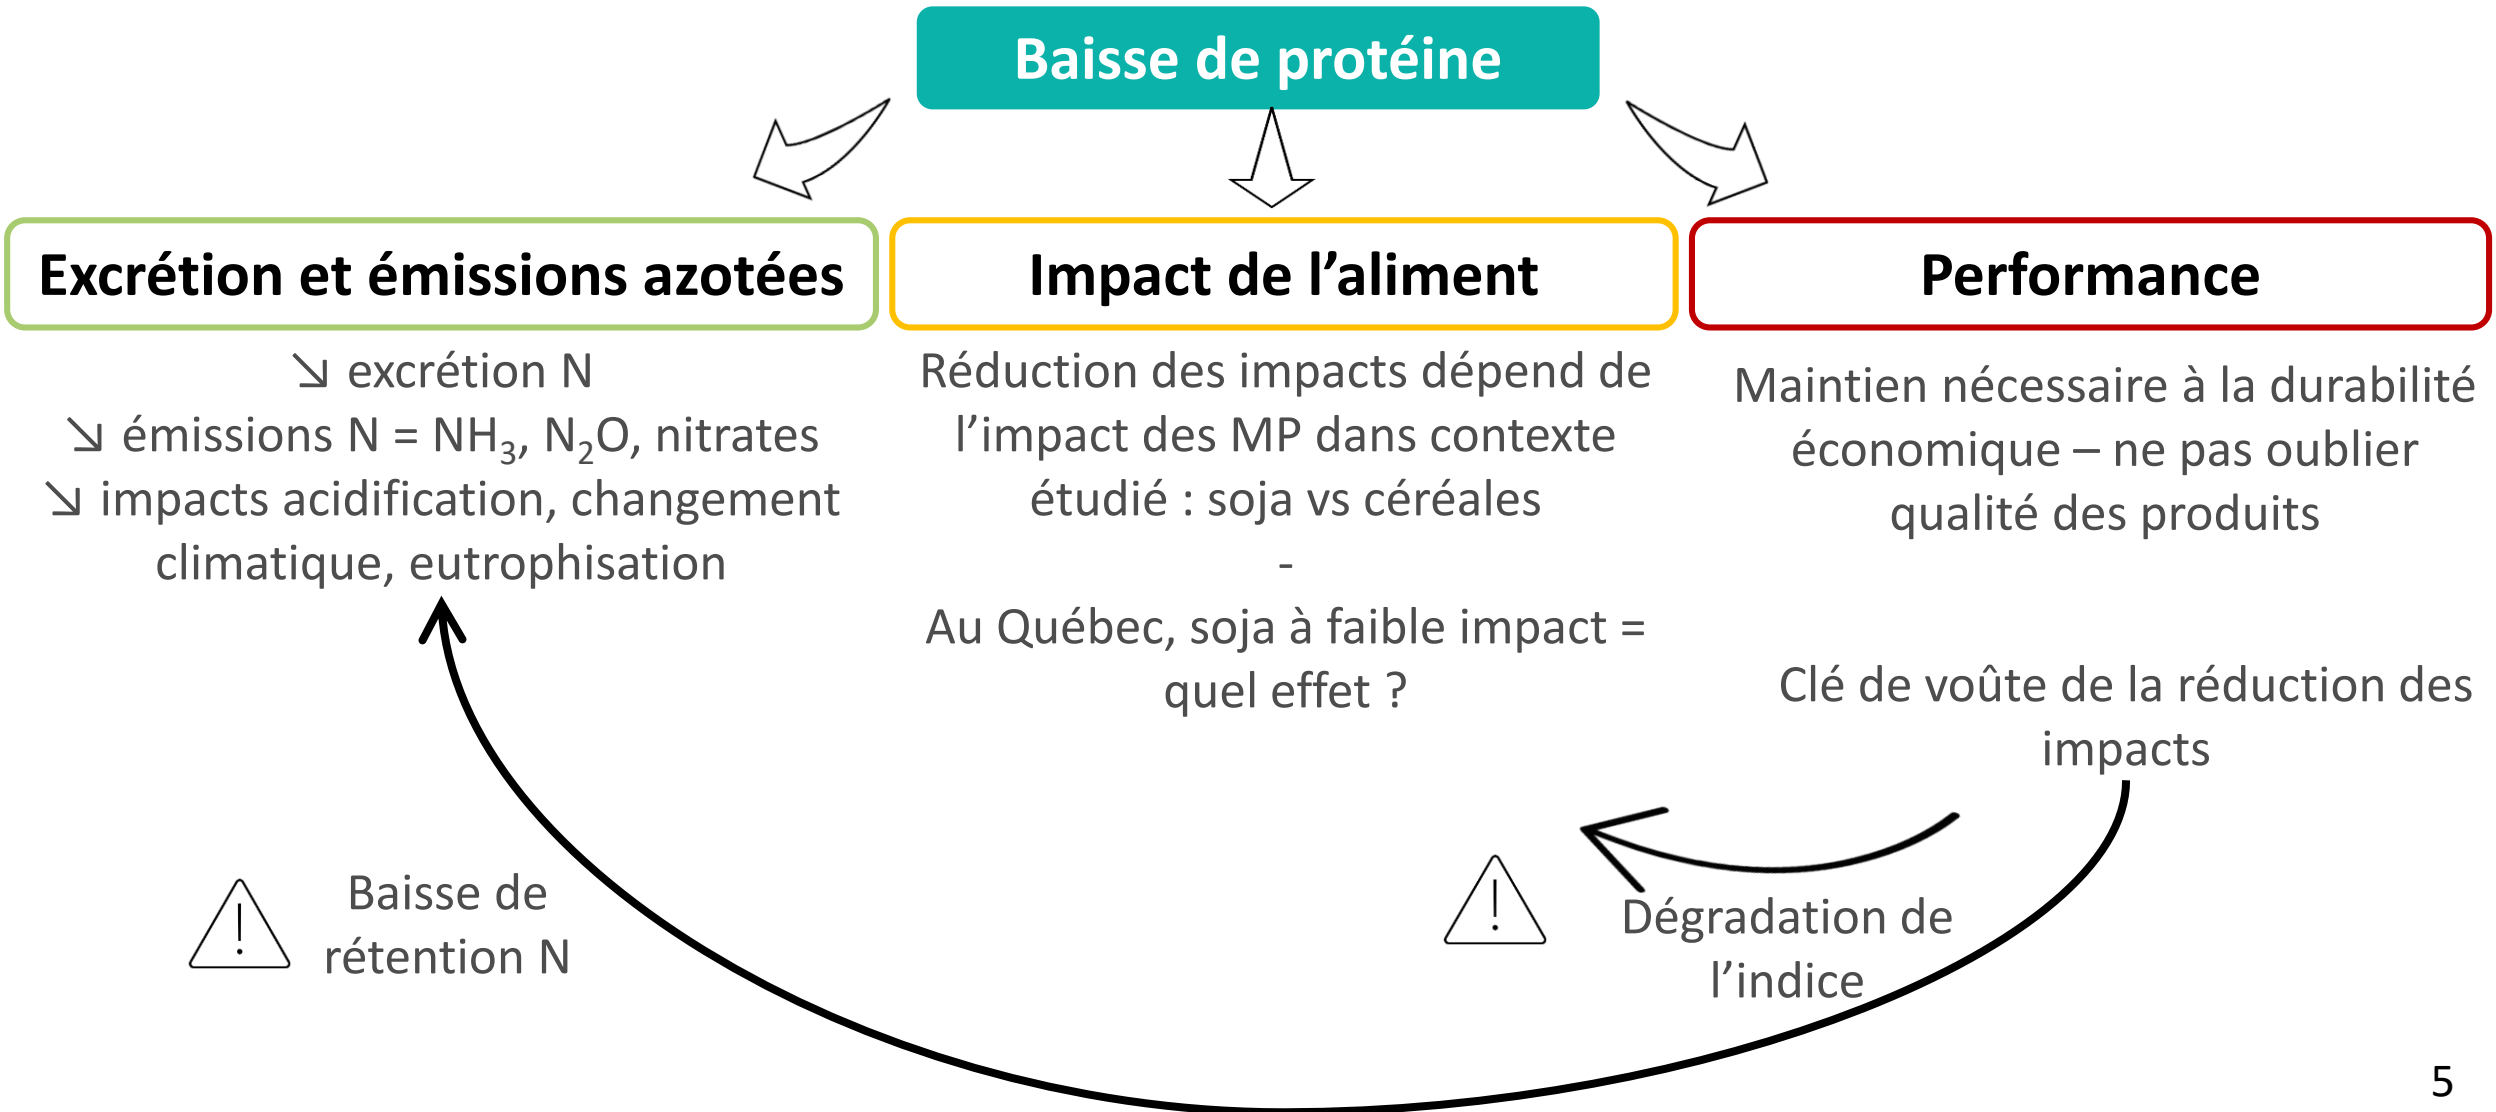 Baisse de protéine
Excrétion et émissions azotées
↘ excrétion N
↘ émissions N = NH₃, N₂O, nitrates
↘ impacts acidification, changement
climatique, eutrophisation
Baisse de
rétention N
Impact de l’aliment
Réduction des impacts dépend de
l’impact des MP dans contexte
étudié : soja vs céréales
-
Au Québec, soja à faible impact =
quel effet ?
Performance
Maintien nécessaire à la durabilité
économique – ne pas oublier
qualité des produits
Clé de voûte de la réduction des
impacts
Dégradation de
l’indice
5